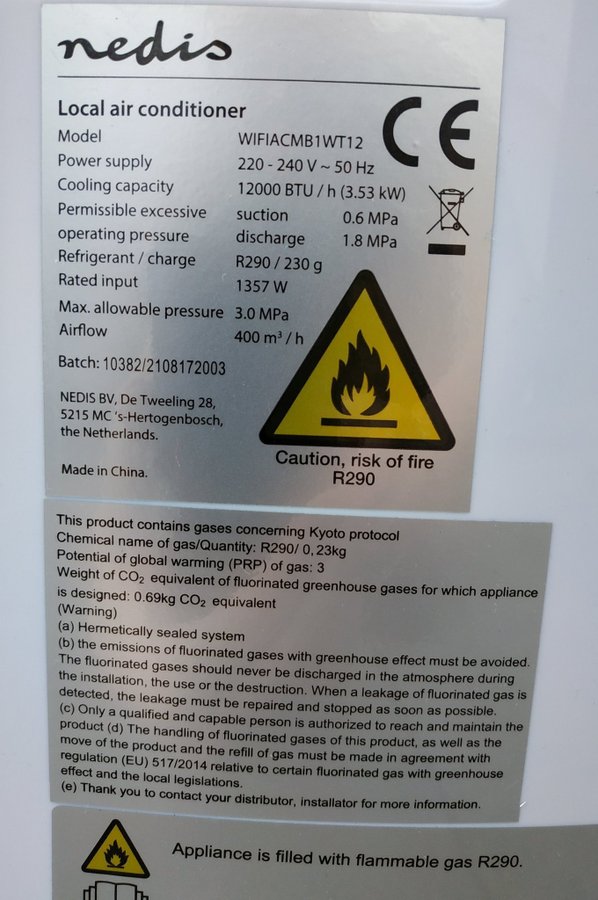 nedis
Local air conditioner
Model WIFIACMB1WT12
Power supply 220 - 240 V ~ 50 Hz
Cooling capacity 12000 BTU / h (3.53 kW)
Permissible excessive suction 0.6 MPa
operating pressure discharge 1.8 MPa
Refrigerant / charge R290 / 230 g
Rated input 1357 W
Max. allowable pressure 3.0 MPa
Airflow 400 m³ / h
Batch: 10382/2108172003
NEDIS BV, De Tweeling 28,
5215 MC 's-Hertogenbosch,
the Netherlands.
Made in China.
CE
Caution, risk of fire
R290
This product contains gases concerning Kyoto protocol
Chemical name of gas/Quantity: R290/ 0,23kg
Potential of global warming (PRP) of gas: 3
Weight of CO₂ equivalent of fluorinated greenhouse gases for which appliance
is designed: 0.69kg CO₂ equivalent
(Warning)
(a) Hermetically sealed system
(b) the emissions of fluorinated gases with greenhouse effect must be avoided.
The fluorinated gases should never be discharged in the atmosphere during
the installation, the use or the destruction. When a leakage of fluorinated gas is
detected, the leakage must be repaired and stopped as soon as possible.
(c) Only a qualified and capable person is authorized to reach and maintain the
product (d) The handling of fluorinated gases of this product, as well as the
move of the product and the refill of gas must be made in agreement with
regulation (EU) 517/2014 relative to certain fluorinated gas with greenhouse
effect and the local legislations.
(e) Thank you to contact your distributor, installator for more information.
Appliance is filled with flammable gas R290.